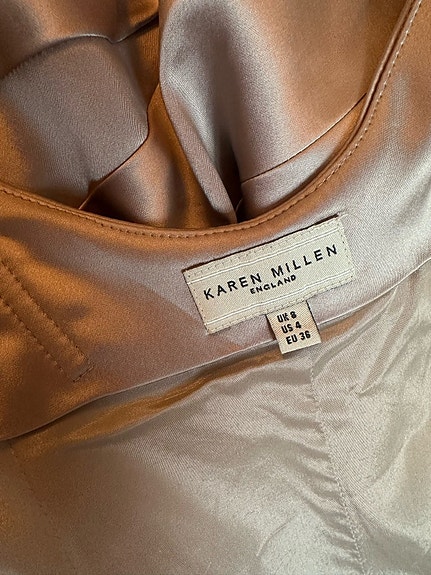 KAREN MILLEN
ENGLAND
UK 8
US 4
EU 36